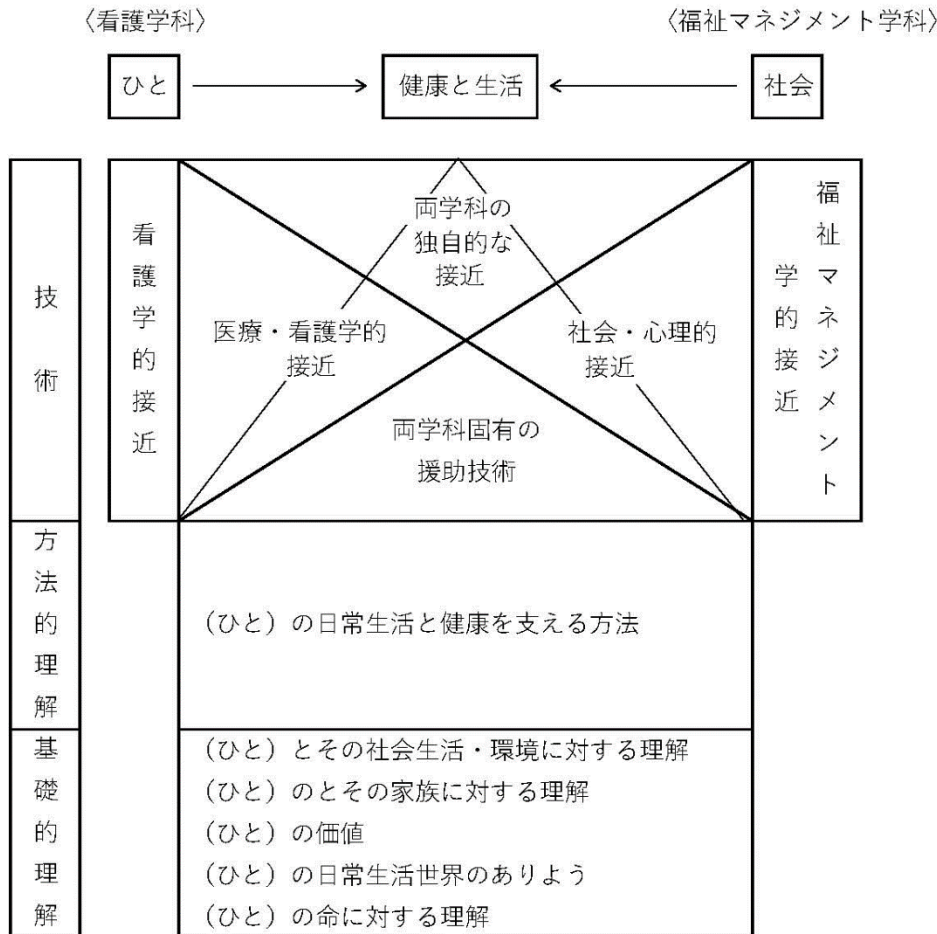 〈看護学科〉
〈福祉マネジメント学科〉
ひと
健康と生活
社会
技術
看護学的接近
両学科の
独自的な
接近
医療・看護学的
接近
社会・心理的
接近
両学科固有の
援助技術
福祉マネジメント
学的接近
方法的理解
(ひと)の日常生活と健康を支える方法
基礎的理解
(ひと)とその社会生活・環境に対する理解
(ひと)のとその家族に対する理解
(ひと)の価値
(ひと)の日常生活世界のありよう
(ひと)の命に対する理解